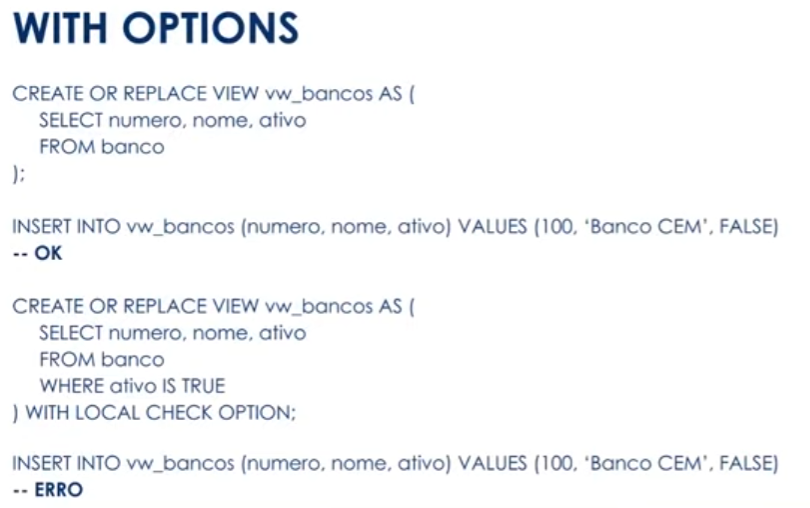 WITH OPTIONS
CREATE OR REPLACE VIEW vw_bancos AS (
SELECT numero, nome, ativo
FROM banco
);
INSERT INTO vw_bancos (numero, nome, ativo) VALUES (100, ‘Banco CEM’, FALSE)
-- OK
CREATE OR REPLACE VIEW vw_bancos AS (
SELECT numero, nome, ativo
FROM banco
WHERE ativo IS TRUE
) WITH LOCAL CHECK OPTION;
INSERT INTO vw_bancos (numero, nome, ativo) VALUES (100, ‘Banco CEM’, FALSE)
-- ERRO